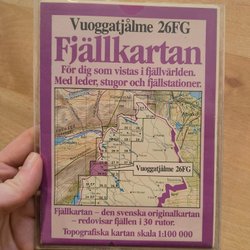 Vuoggatjålme 26FG
Fjällkartan
För dig som vistas i fjällvärlden.
Med leder, stugor och fjällstationer.
Vuoggatjålme 26FG
Fjällkartan – den svenska originalkartan
– redovisar fjällen i 30 rutor.
Topografiska kartan skala 1:100 000